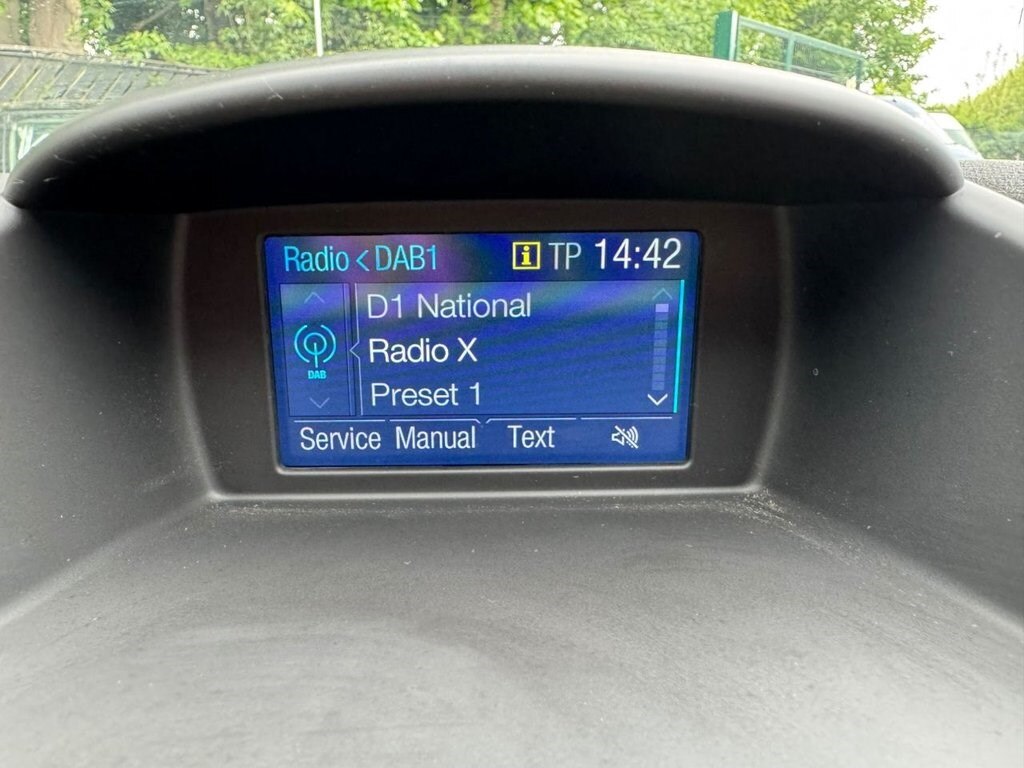 Radio < DAB1 i TP 14:42
D1 National
DAB
Radio X
Preset 1
Service Manual Text